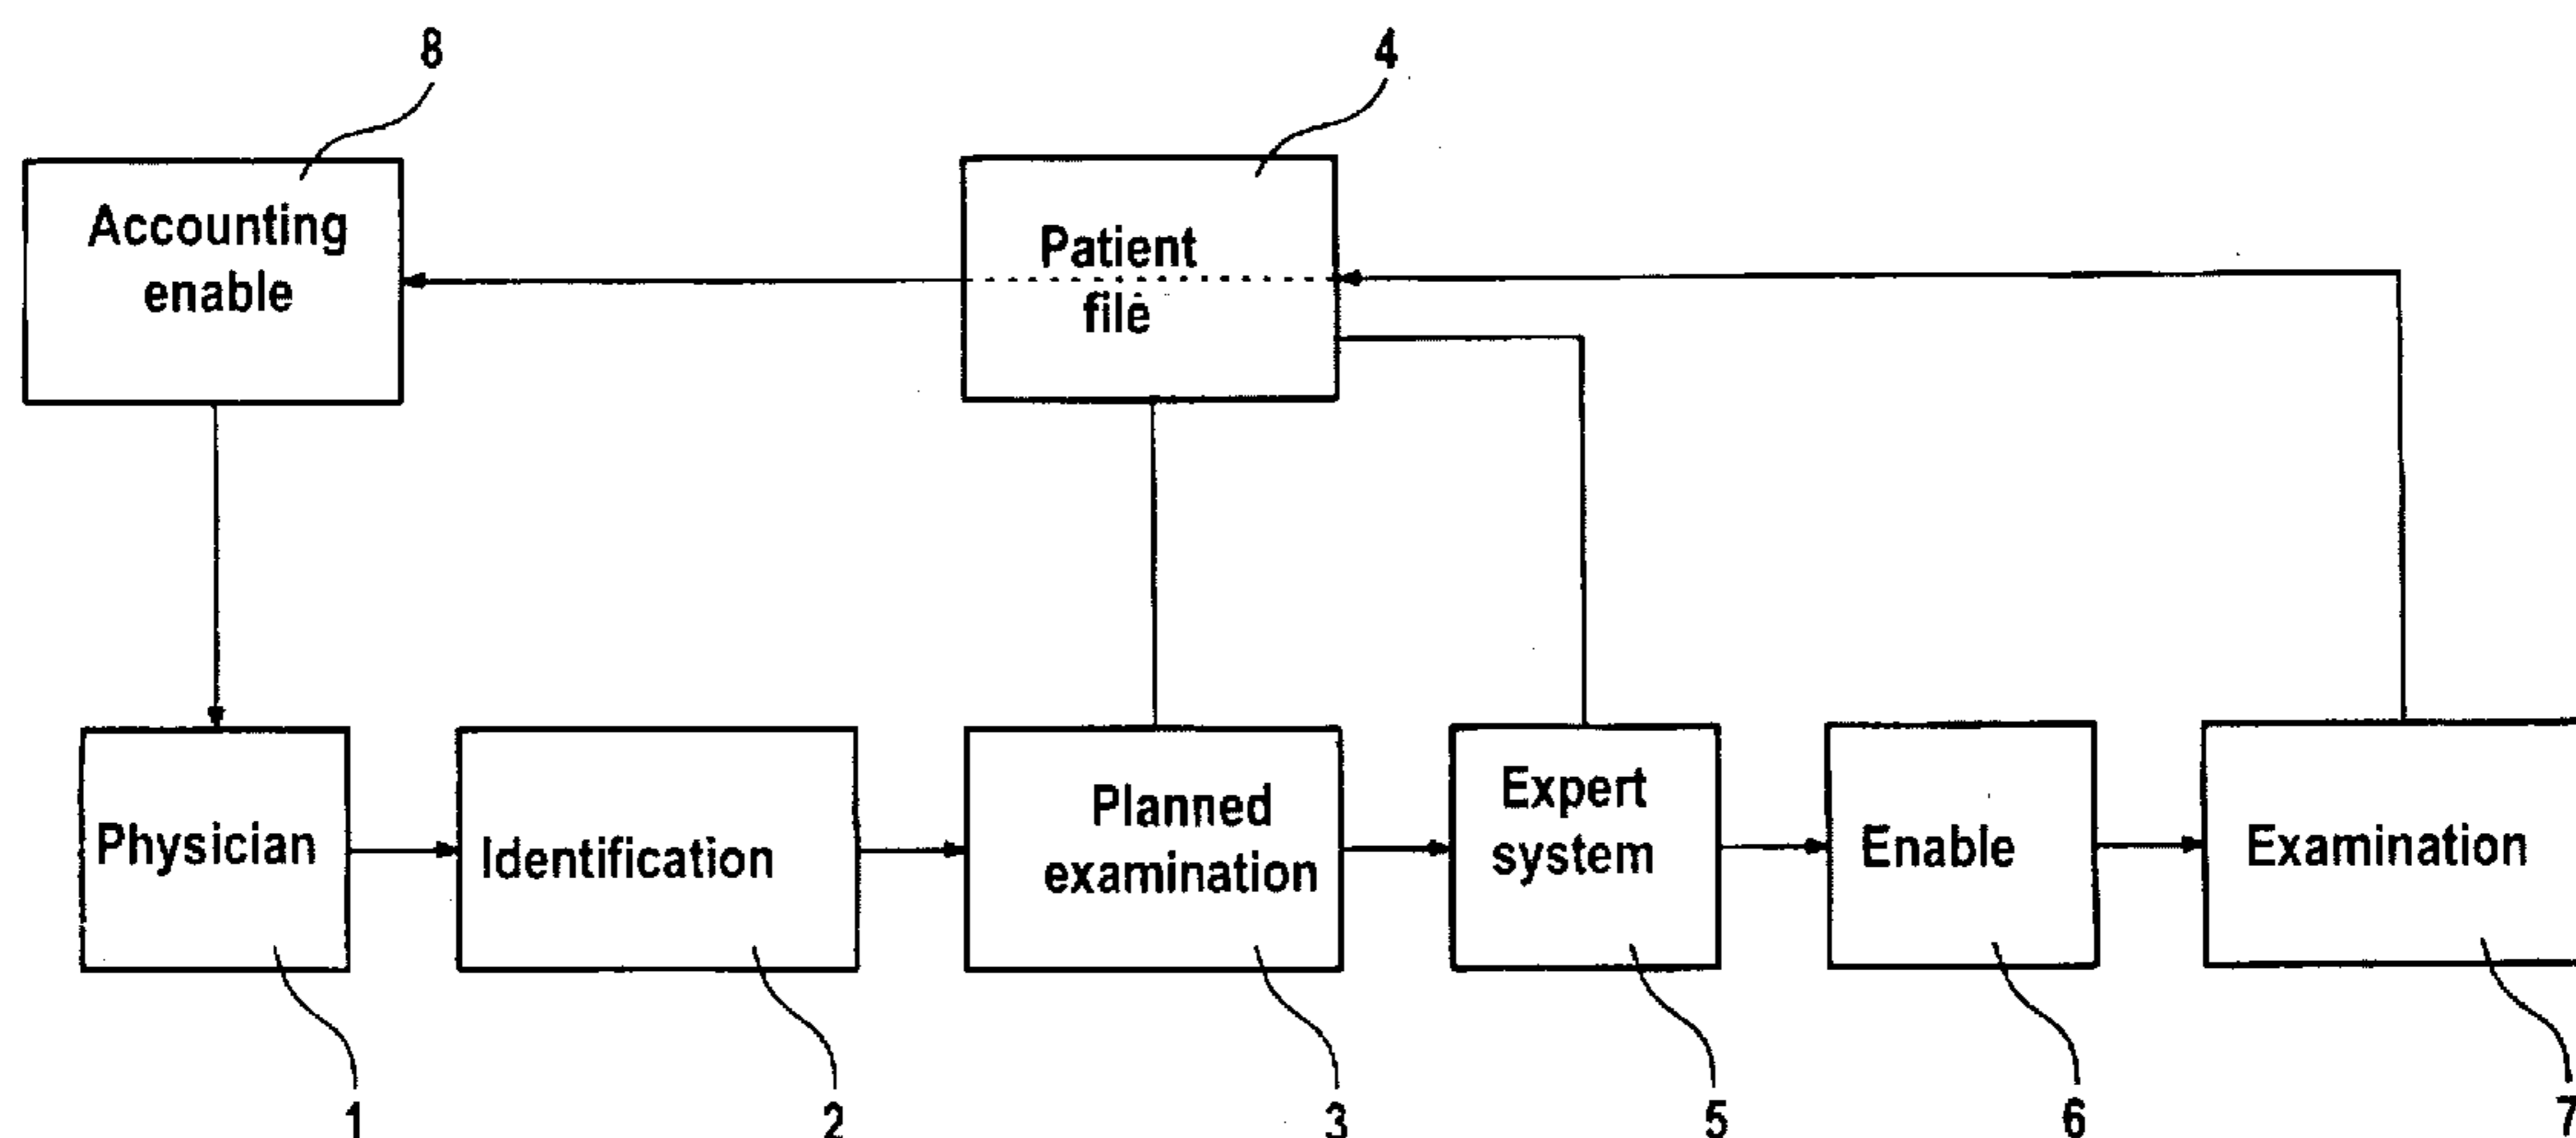 8
4
Accounting
enable
Patient
file
Physician
Identification
Planned
examination
Expert
system
Enable
Examination
1
2
3
5
6
7